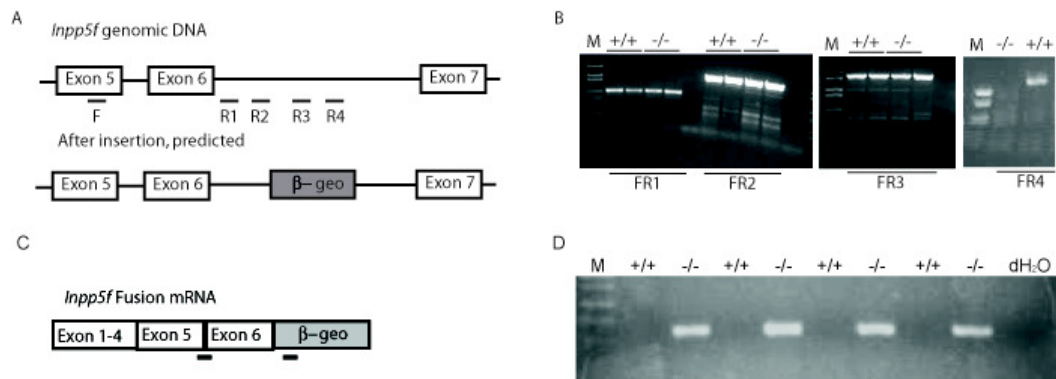 A
Inpp5f genomic DNA
Exon 5 Exon 6 Exon 7
F R1 R2 R3 R4
After insertion, predicted
Exon 5 Exon 6 β-geo Exon 7
B
M +/+ -/- +/+ -/- M +/+ -/- M -/- +/+
FR1 FR2 FR3 FR4
C
Inpp5f Fusion mRNA
Exon 1-4 Exon 5 Exon 6 β-geo
D
M +/+ -/- +/+ -/- +/+ -/- +/+ -/- dH₂O